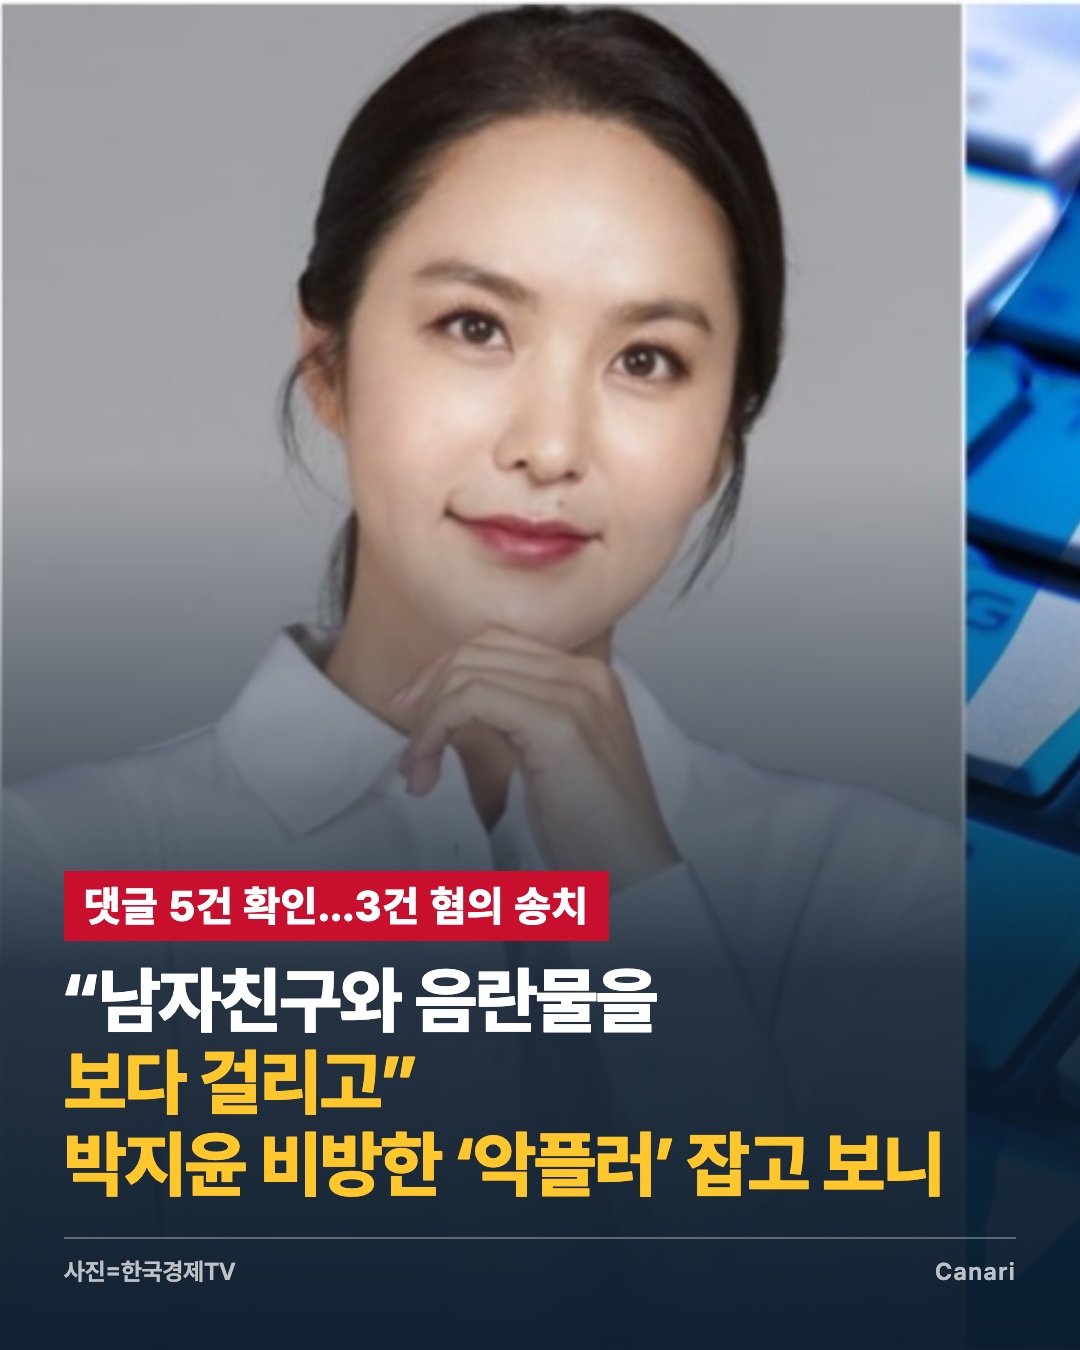 댓글 5건 확인...3건 혐의 송치
“남자친구와 음란물을
보다 걸리고”
박지윤 비방한 ‘악플러’ 잡고 보니
사진=한국경제TV
Canari
G